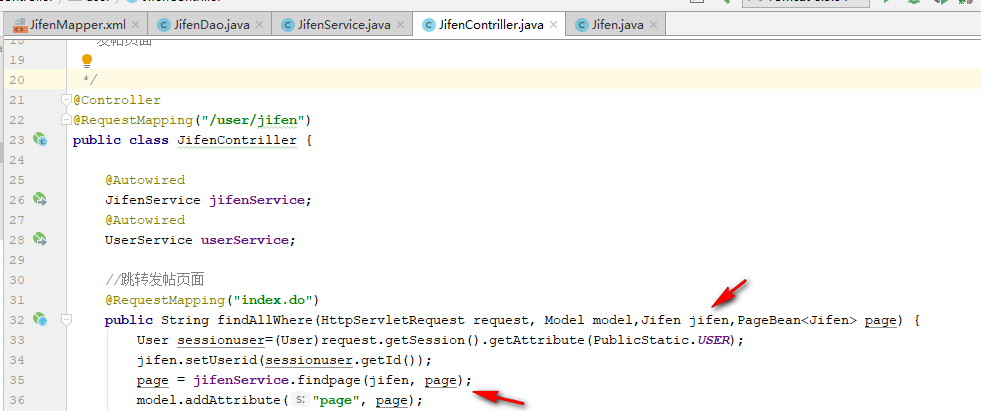 JifenMapper.xml × JifenDao.java × JifenService.java × JifenContriller.java × Jifen.java ×
发帖页面
19
20 */
21 @Controller
22 @RequestMapping("/user/jifen")
23 public class JifenContriller {
24
25 @Autowired
26 JifenService jifenService;
27 @Autowired
28 UserService userService;
29
30 //跳转发帖页面
31 @RequestMapping("index.do")
32 public String findAllWhere(HttpServletRequest request, Model model,Jifen jifen,PageBean<Jifen> page) {
33 User sessionuser=(User)request.getSession().getAttribute(PublicStatic.USER);
34 jifen.setUserid(sessionuser.getId());
35 page = jifenService.findpage(jifen, page);
36 model.addAttribute( s: "page", page);